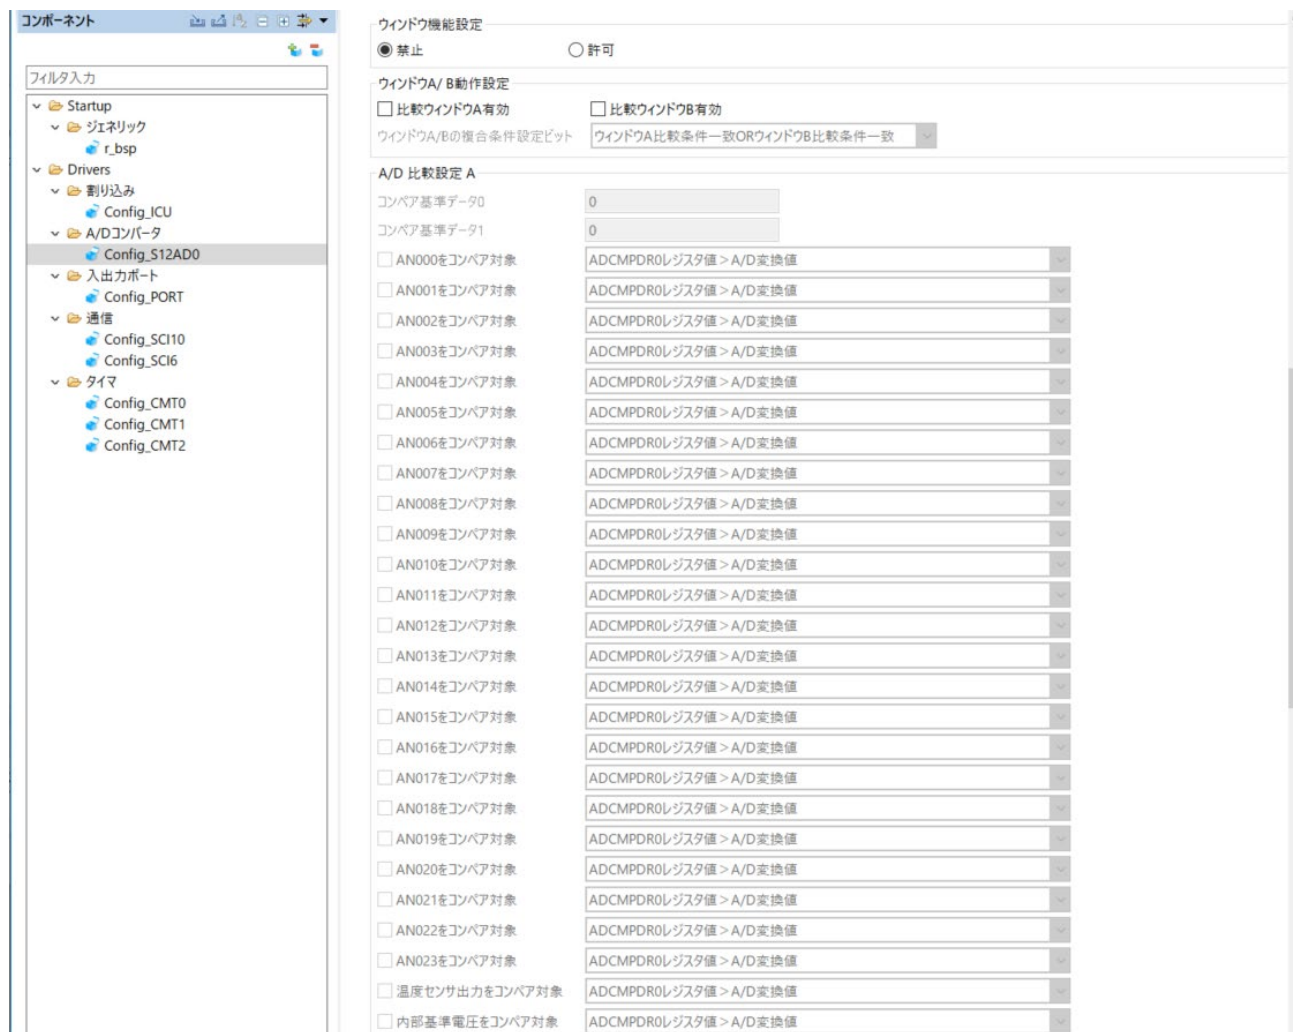 コンポーネント
フィルタ入力
Startup
ジェネリック
r_bsp
Drivers
割り込み
Config_ICU
A/Dコンバータ
Config_S12AD0
入出力ポート
Config_PORT
通信
Config_SCI10
Config_SCI6
タイマ
Config_CMT0
Config_CMT1
Config_CMT2
ウィンドウ機能設定
禁止 許可
ウィンドウA/ B動作設定
比較ウィンドウA有効 比較ウィンドウB有効
ウィンドウA/Bの複合条件設定ビット ウィンドウA比較条件一致ORウィンドウB比較条件一致
A/D 比較設定 A
コンペア基準データ0 0
コンペア基準データ1 0
AN000をコンペア対象 ADCMPDR0レジスタ値＞A/D変換値
AN001をコンペア対象 ADCMPDR0レジスタ値＞A/D変換値
AN002をコンペア対象 ADCMPDR0レジスタ値＞A/D変換値
AN003をコンペア対象 ADCMPDR0レジスタ値＞A/D変換値
AN004をコンペア対象 ADCMPDR0レジスタ値＞A/D変換値
AN005をコンペア対象 ADCMPDR0レジスタ値＞A/D変換値
AN006をコンペア対象 ADCMPDR0レジスタ値＞A/D変換値
AN007をコンペア対象 ADCMPDR0レジスタ値＞A/D変換値
AN008をコンペア対象 ADCMPDR0レジスタ値＞A/D変換値
AN009をコンペア対象 ADCMPDR0レジスタ値＞A/D変換値
AN010をコンペア対象 ADCMPDR0レジスタ値＞A/D変換値
AN011をコンペア対象 ADCMPDR0レジスタ値＞A/D変換値
AN012をコンペア対象 ADCMPDR0レジスタ値＞A/D変換値
AN013をコンペア対象 ADCMPDR0レジスタ値＞A/D変換値
AN014をコンペア対象 ADCMPDR0レジスタ値＞A/D変換値
AN015をコンペア対象 ADCMPDR0レジスタ値＞A/D変換値
AN016をコンペア対象 ADCMPDR0レジスタ値＞A/D変換値
AN017をコンペア対象 ADCMPDR0レジスタ値＞A/D変換値
AN018をコンペア対象 ADCMPDR0レジスタ値＞A/D変換値
AN019をコンペア対象 ADCMPDR0レジスタ値＞A/D変換値
AN020をコンペア対象 ADCMPDR0レジスタ値＞A/D変換値
AN021をコンペア対象 ADCMPDR0レジスタ値＞A/D変換値
AN022をコンペア対象 ADCMPDR0レジスタ値＞A/D変換値
AN023をコンペア対象 ADCMPDR0レジスタ値＞A/D変換値
温度センサ出力をコンペア対象 ADCMPDR0レジスタ値＞A/D変換値
内部基準電圧をコンペア対象 ADCMPDR0レジスタ値＞A/D変換値